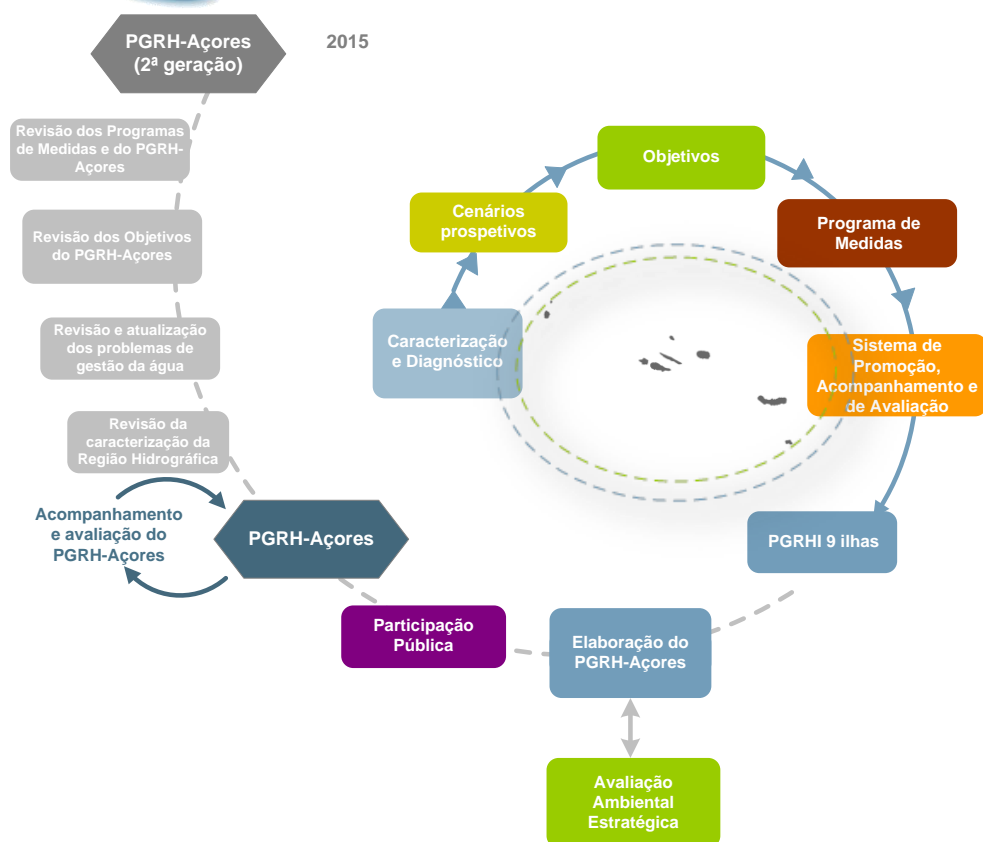 PGRH-Açores
(2ª geração)
2015
Revisão dos Programas
de Medidas e do PGRH-
Açores
Revisão dos Objetivos
do PGRH-Açores
Revisão e atualização
dos problemas de
gestão da água
Revisão da
caracterização da
Região Hidrográfica
Acompanhamento
e avaliação do
PGRH-Açores
PGRH-Açores
Objetivos
Cenários
prospetivos
Programa de
Medidas
Caracterização
e Diagnóstico
Sistema de
Promoção,
Acompanhamento e
de Avaliação
PGRHI 9 ilhas
Participação
Pública
Elaboração do
PGRH-Açores
Avaliação
Ambiental
Estratégica